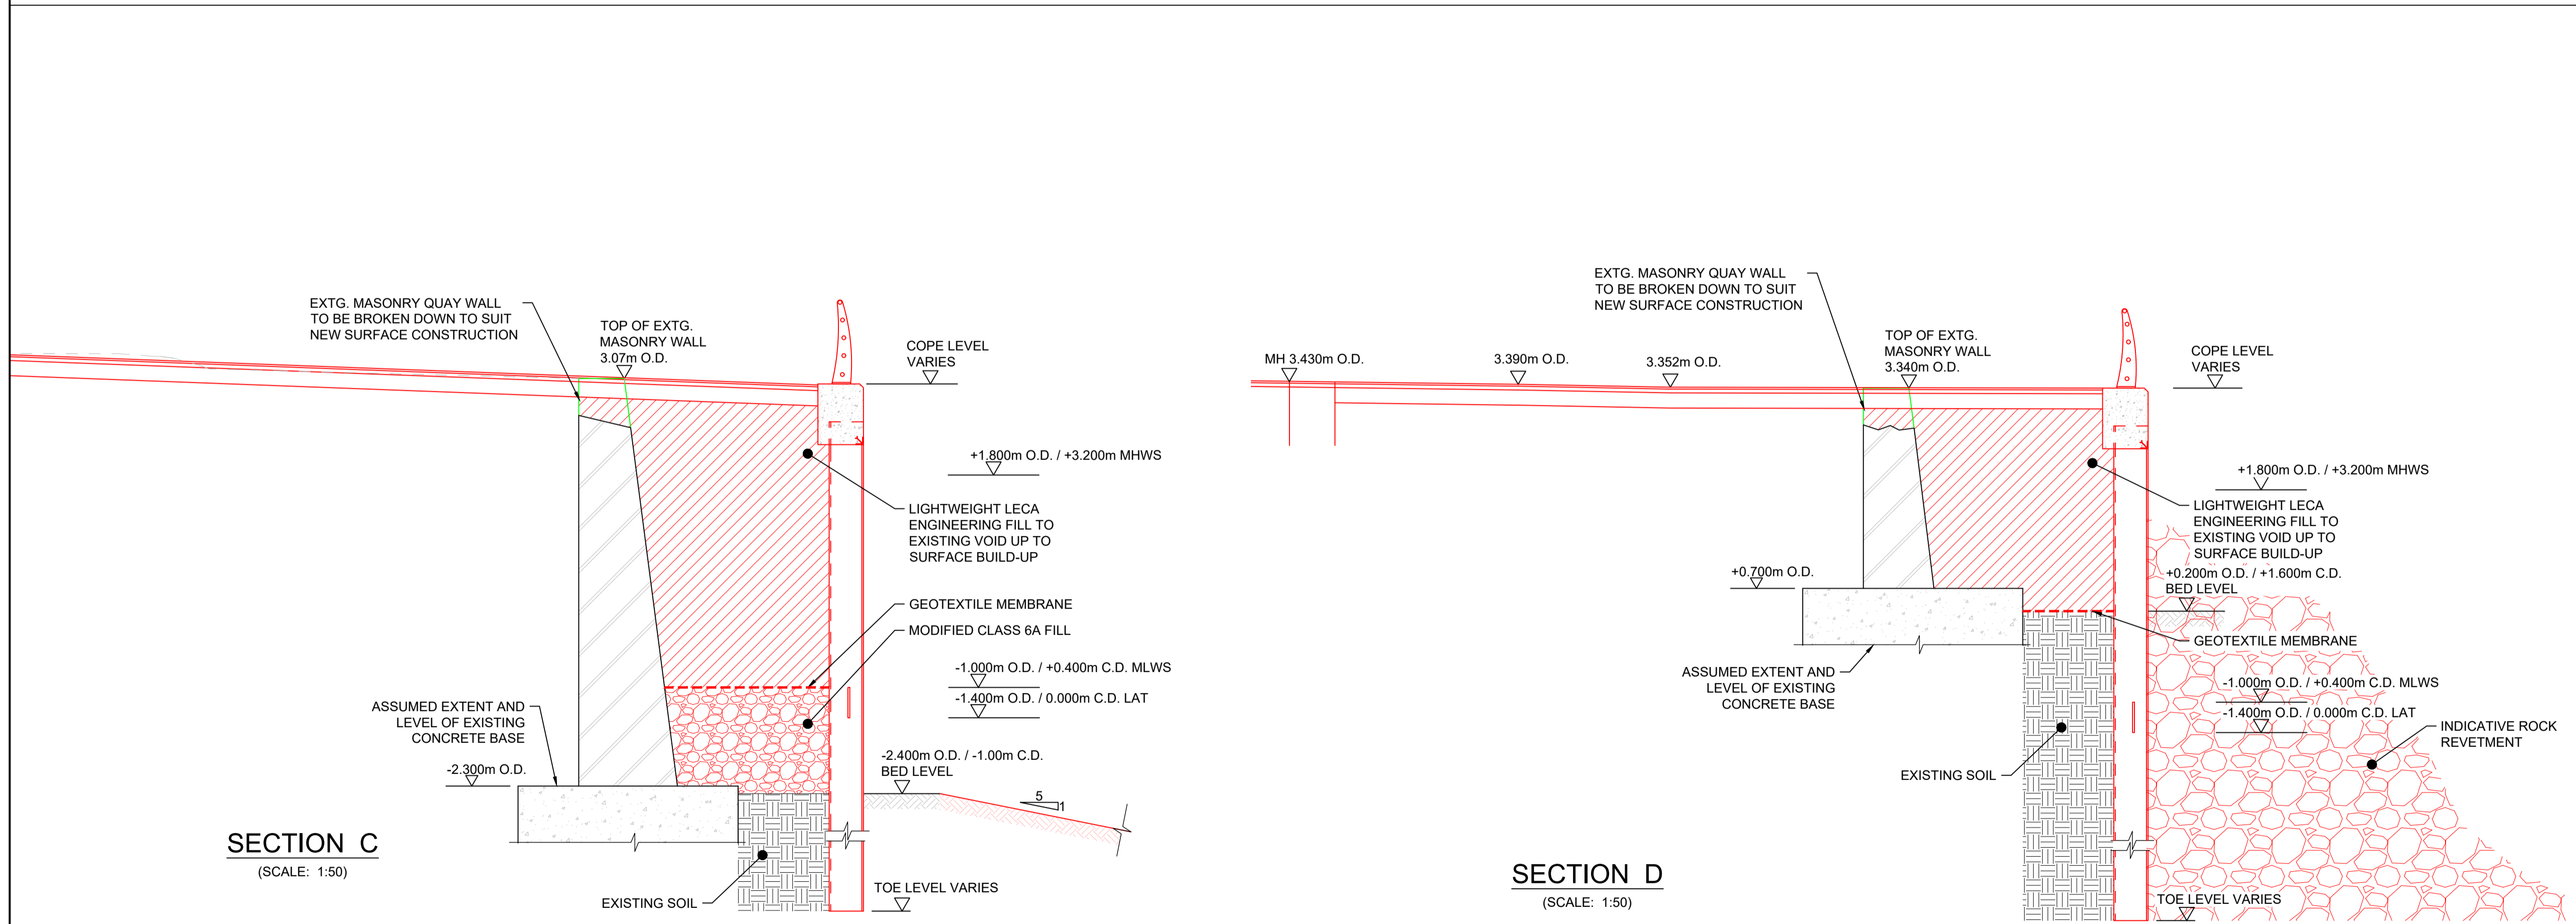 EXTG. MASONRY QUAY WALL
TO BE BROKEN DOWN TO SUIT
NEW SURFACE CONSTRUCTION
TOP OF EXTG.
MASONRY WALL
3.07m O.D.
COPE LEVEL
VARIES
+1.800m O.D. / +3.200m MHWS
LIGHTWEIGHT LECA
ENGINEERING FILL TO
EXISTING VOID UP TO
SURFACE BUILD-UP
GEOTEXTILE MEMBRANE
MODIFIED CLASS 6A FILL
-1.000m O.D. / +0.400m C.D. MLWS
-1.400m O.D. / 0.000m C.D. LAT
ASSUMED EXTENT AND
LEVEL OF EXISTING
CONCRETE BASE
-2.300m O.D.
-2.400m O.D. / -1.00m C.D.
BED LEVEL
5
1
SECTION C
(SCALE: 1:50)
EXISTING SOIL
TOE LEVEL VARIES
EXTG. MASONRY QUAY WALL
TO BE BROKEN DOWN TO SUIT
NEW SURFACE CONSTRUCTION
MH 3.430m O.D.
3.390m O.D.
3.352m O.D.
TOP OF EXTG.
MASONRY WALL
3.340m O.D.
COPE LEVEL
VARIES
+1.800m O.D. / +3.200m MHWS
LIGHTWEIGHT LECA
ENGINEERING FILL TO
EXISTING VOID UP TO
SURFACE BUILD-UP
+0.700m O.D.
+0.200m O.D. / +1.600m C.D.
BED LEVEL
GEOTEXTILE MEMBRANE
ASSUMED EXTENT AND
LEVEL OF EXISTING
CONCRETE BASE
-1.000m O.D. / +0.400m C.D. MLWS
-1.400m O.D. / 0.000m C.D. LAT
INDICATIVE ROCK
REVETMENT
EXISTING SOIL
SECTION D
(SCALE: 1:50)
TOE LEVEL VARIES